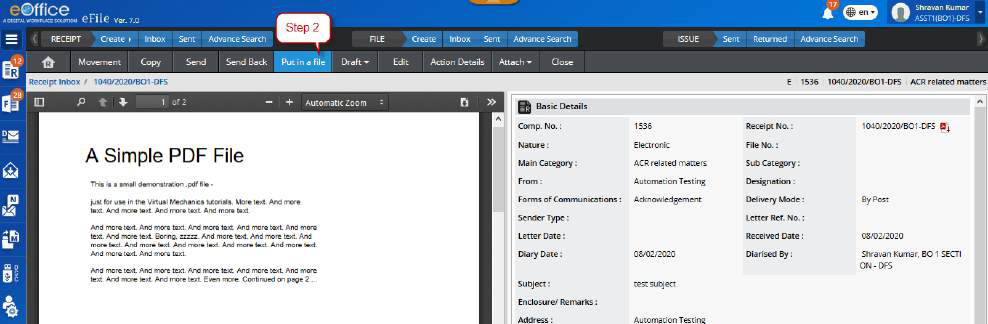 eOffice
A DIGITAL WORKPLACE SOLUTION
eFile Ver. 7.0
17
en
Shravan Kumar
ASST1(BO1)-DFS
Step 2
RECEIPT Create Inbox Sent Advance Search
FILE Create Inbox Sent Advance Search
ISSUE Sent Returned Advance Search
Movement Copy Send Send Back Put in a file Draft Edit Action Details Attach Close
12
R
28
F
D
N
M
DSC
Receipt Inbox / 1040/2020/BO1-DFS
E 1536 1040/2020/BO1-DFS ACR related matters
1 of 2
Automatic Zoom
A Simple PDF File
This is a small demonstration .pdf file -
just for use in the Virtual Mechanics tutorials. More text. And more
text. And more text. And more text. And more text.
And more text. And more text. And more text. And more text. And more
text. And more text. Boring, zzzzz. And more text. And more text. And
more text. And more text. And more text. And more text. And more text.
And more text. And more text.
And more text. And more text. And more text. And more text. And more
text. And more text. And more text. Even more. Continued on page 2 ...
Basic Details
Comp. No. : 1536 Receipt No. : 1040/2020/BO1-DFS
Nature : Electronic File No. :
Main Category : ACR related matters Sub Category :
From : Automation Testing Designation :
Forms of Communications : Acknowledgement Delivery Mode : By Post
Sender Type : Letter Ref. No. :
Letter Date : Received Date : 08/02/2020
Diary Date : 08/02/2020 Diarised By : Shravan Kumar, BO 1 SECTI
ON - DFS
Subject : test subject
Enclosure/ Remarks :
Address : Automation Testing